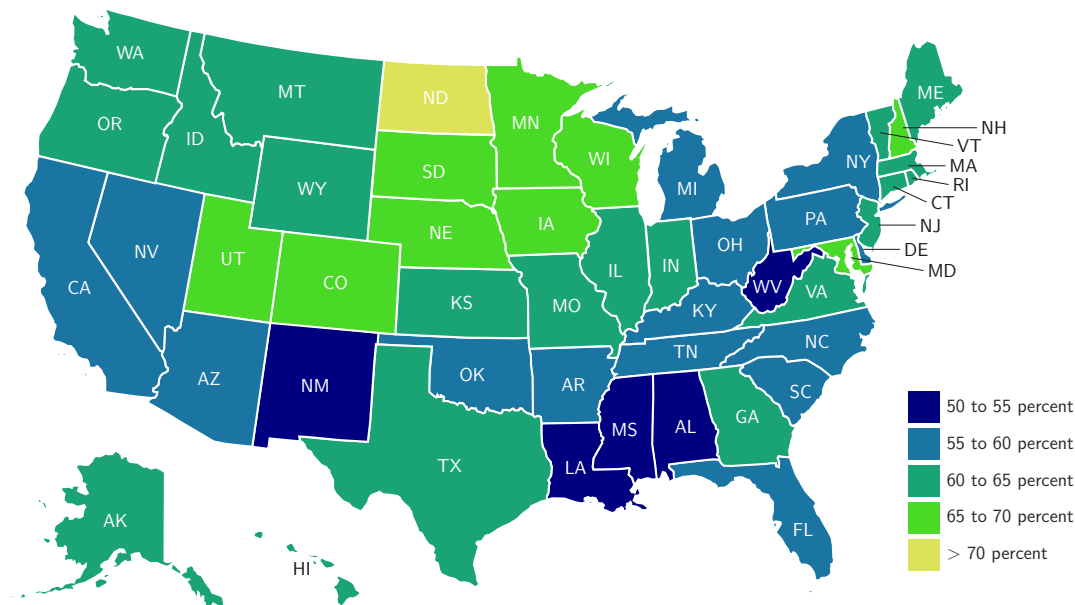 WA
ME
MT
ND
OR
MN
NH
ID
VT
WI
NY
MA
SD
RI
WY
MI
CT
PA
IA
NJ
NE
OH
NV
DE
UT
IL
IN
MD
CO
CA
WV
VA
KS
MO
KY
NC
TN
OK
AZ
NM
AR
SC
50 to 55 percent
GA
MS
AL
55 to 60 percent
TX
LA
60 to 65 percent
AK
65 to 70 percent
FL
> 70 percent
HI